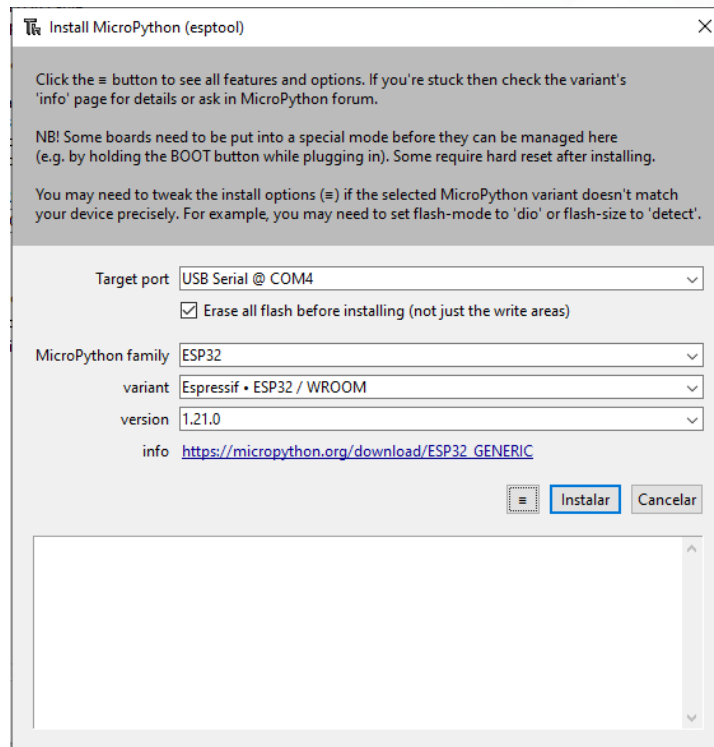 Install MicroPython (esptool)
Click the ≡ button to see all features and options. If you're stuck then check the variant's
'info' page for details or ask in MicroPython forum.
NB! Some boards need to be put into a special mode before they can be managed here
(e.g. by holding the BOOT button while plugging in). Some require hard reset after installing.
You may need to tweak the install options (≡) if the selected MicroPython variant doesn't match
your device precisely. For example, you may need to set flash-mode to 'dio' or flash-size to 'detect'.
Target port USB Serial @ COM4
Erase all flash before installing (not just the write areas)
MicroPython family ESP32
variant Espressif • ESP32 / WROOM
version 1.21.0
info https://micropython.org/download/ESP32_GENERIC
≡ Instalar Cancelar